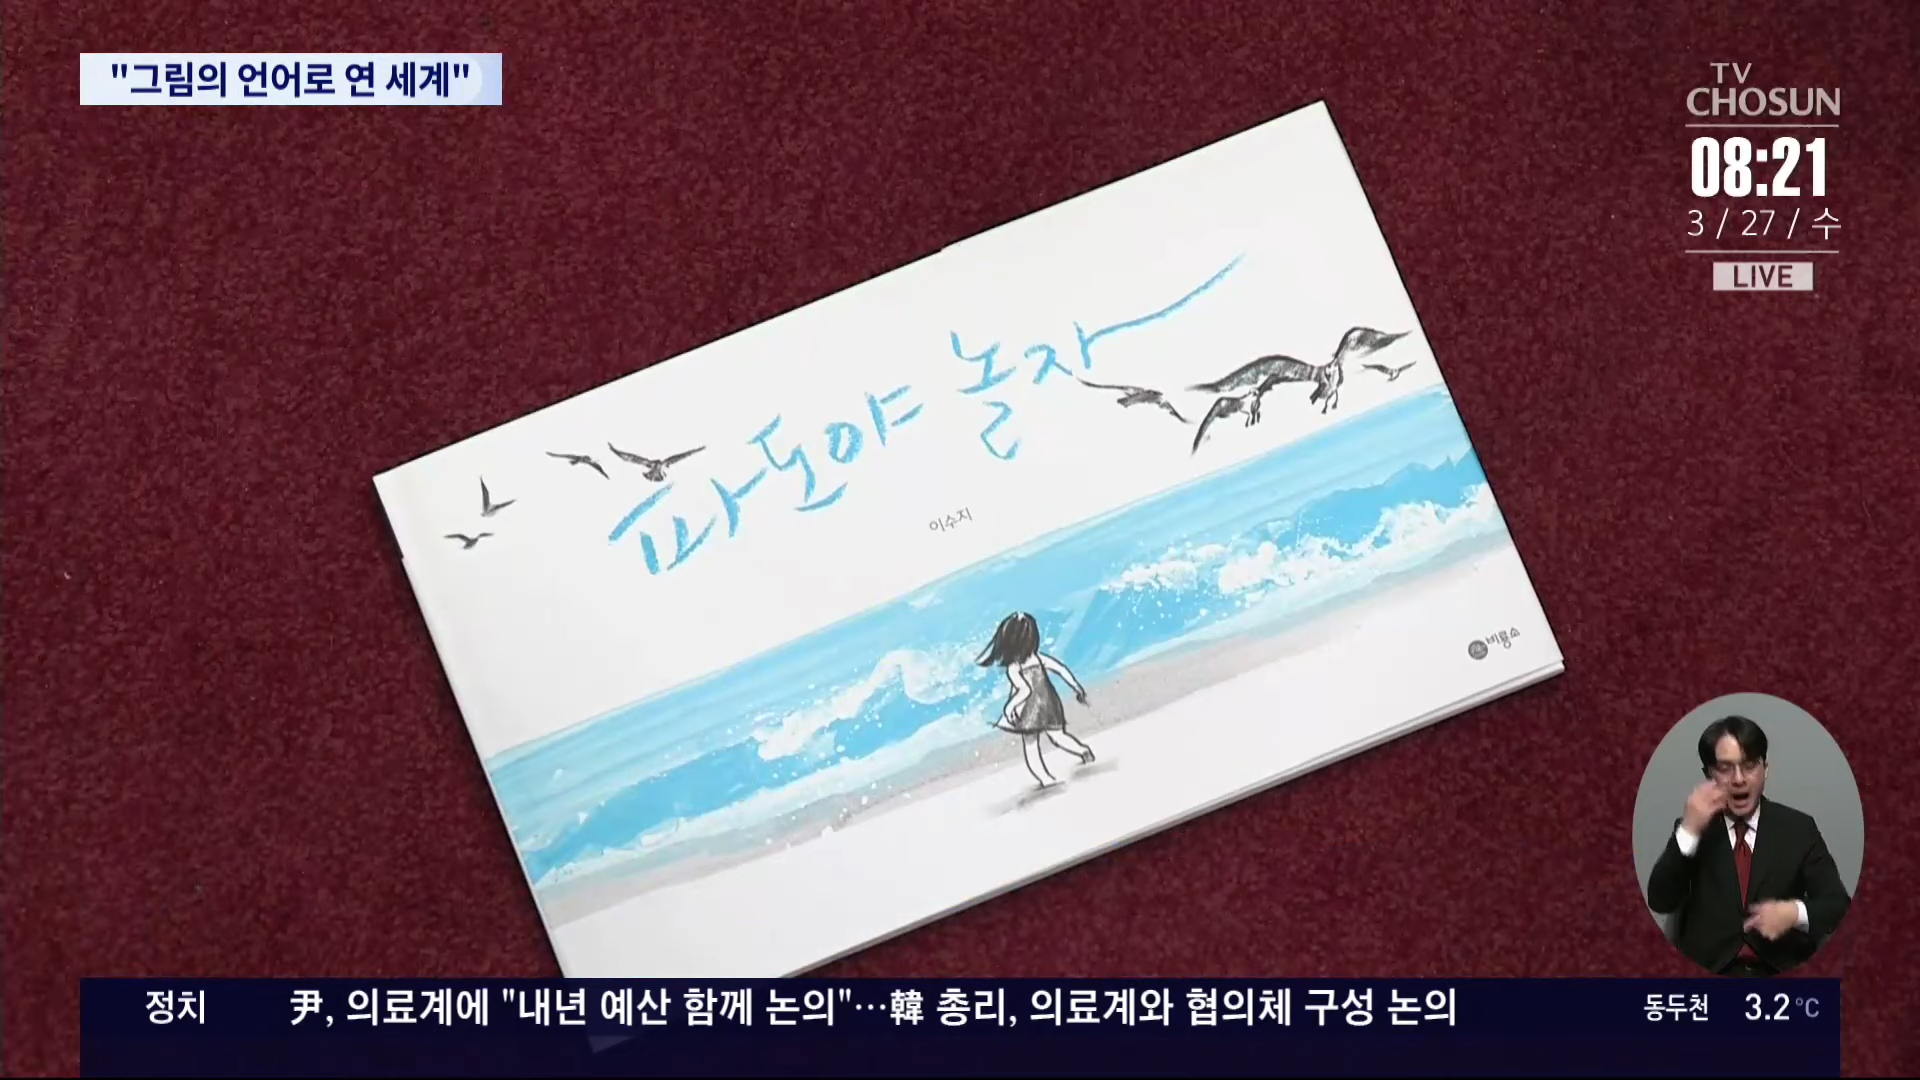 "그림의 언어로 연 세계"
TV
CHOSUN
08:21
3 / 27 / 수
LIVE
파도야 놀자
이수지
비룡소
정치 尹, 의료계에 "내년 예산 함께 논의"…韓 총리, 의료계와 협의체 구성 논의 동두천 3.2℃